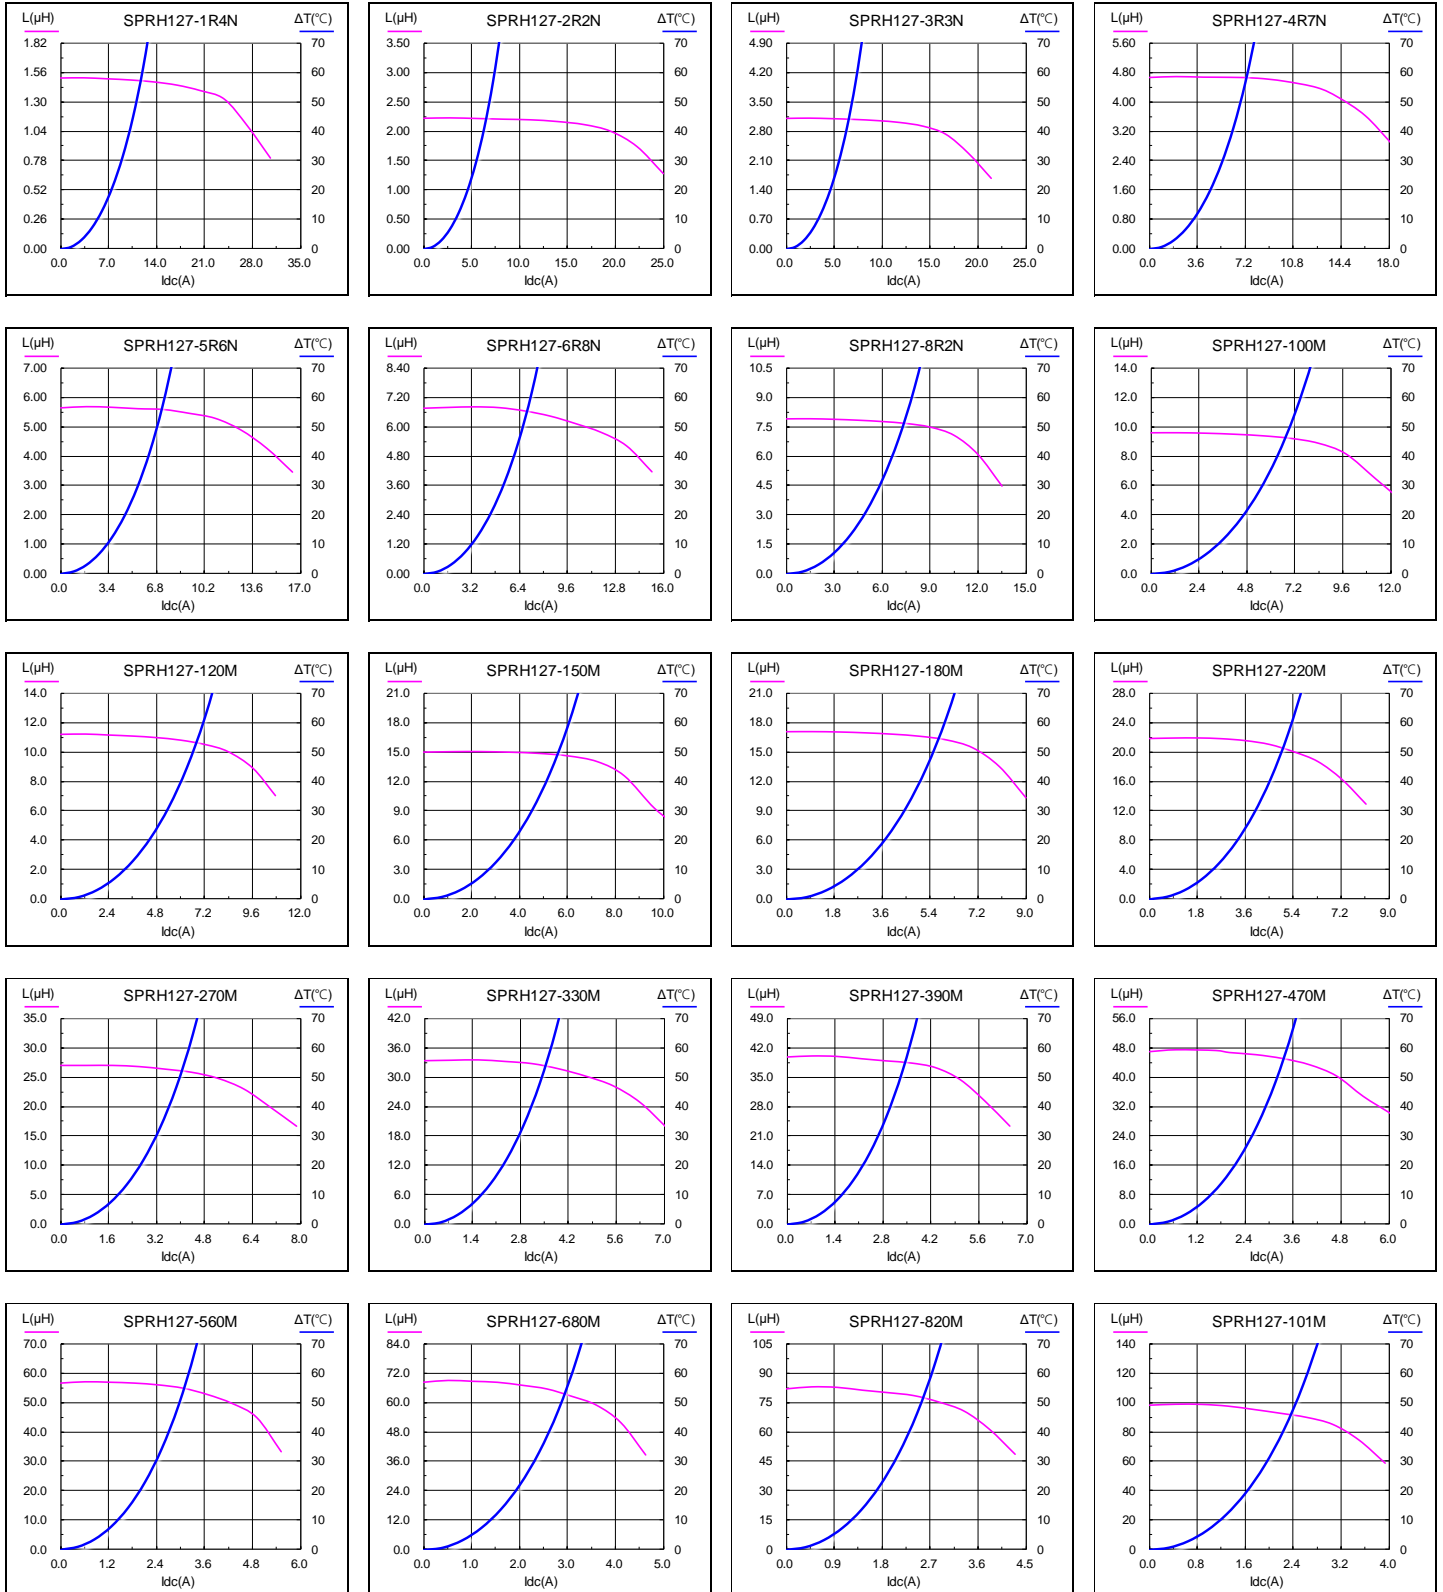 L(μH) SPRH127-1R4N ΔT(℃)
1.82 70
1.56 60
1.30 50
1.04 40
0.78 30
0.52 20
0.26 10
0.00 0
0.0 7.0 14.0 21.0 28.0 35.0
Idc(A)
L(μH) SPRH127-2R2N ΔT(℃)
3.50 70
3.00 60
2.50 50
2.00 40
1.50 30
1.00 20
0.50 10
0.00 0
0.0 5.0 10.0 15.0 20.0 25.0
Idc(A)
L(μH) SPRH127-3R3N ΔT(℃)
4.90 70
4.20 60
3.50 50
2.80 40
2.10 30
1.40 20
0.70 10
0.00 0
0.0 5.0 10.0 15.0 20.0 25.0
Idc(A)
L(μH) SPRH127-4R7N ΔT(℃)
5.60 70
4.80 60
4.00 50
3.20 40
2.40 30
1.60 20
0.80 10
0.00 0
0.0 3.6 7.2 10.8 14.4 18.0
Idc(A)
L(μH) SPRH127-5R6N ΔT(℃)
7.00 70
6.00 60
5.00 50
4.00 40
3.00 30
2.00 20
1.00 10
0.00 0
0.0 3.4 6.8 10.2 13.6 17.0
Idc(A)
L(μH) SPRH127-6R8N ΔT(℃)
8.40 70
7.20 60
6.00 50
4.80 40
3.60 30
2.40 20
1.20 10
0.00 0
0.0 3.2 6.4 9.6 12.8 16.0
Idc(A)
L(μH) SPRH127-8R2N ΔT(℃)
10.5 70
9.0 60
7.5 50
6.0 40
4.5 30
3.0 20
1.5 10
0.0 0
0.0 3.0 6.0 9.0 12.0 15.0
Idc(A)
L(μH) SPRH127-100M ΔT(℃)
14.0 70
12.0 60
10.0 50
8.0 40
6.0 30
4.0 20
2.0 10
0.0 0
0.0 2.4 4.8 7.2 9.6 12.0
Idc(A)
L(μH) SPRH127-120M ΔT(℃)
14.0 70
12.0 60
10.0 50
8.0 40
6.0 30
4.0 20
2.0 10
0.0 0
0.0 2.4 4.8 7.2 9.6 12.0
Idc(A)
L(μH) SPRH127-150M ΔT(℃)
21.0 70
18.0 60
15.0 50
12.0 40
9.0 30
6.0 20
3.0 10
0.0 0
0.0 2.0 4.0 6.0 8.0 10.0
Idc(A)
L(μH) SPRH127-180M ΔT(℃)
21.0 70
18.0 60
15.0 50
12.0 40
9.0 30
6.0 20
3.0 10
0.0 0
0.0 1.8 3.6 5.4 7.2 9.0
Idc(A)
L(μH) SPRH127-220M ΔT(℃)
28.0 70
24.0 60
20.0 50
16.0 40
12.0 30
8.0 20
4.0 10
0.0 0
0.0 1.8 3.6 5.4 7.2 9.0
Idc(A)
L(μH) SPRH127-270M ΔT(℃)
35.0 70
30.0 60
25.0 50
20.0 40
15.0 30
10.0 20
5.0 10
0.0 0
0.0 1.6 3.2 4.8 6.4 8.0
Idc(A)
L(μH) SPRH127-330M ΔT(℃)
42.0 70
36.0 60
30.0 50
24.0 40
18.0 30
12.0 20
6.0 10
0.0 0
0.0 1.4 2.8 4.2 5.6 7.0
Idc(A)
L(μH) SPRH127-390M ΔT(℃)
49.0 70
42.0 60
35.0 50
28.0 40
21.0 30
14.0 20
7.0 10
0.0 0
0.0 1.4 2.8 4.2 5.6 7.0
Idc(A)
L(μH) SPRH127-470M ΔT(℃)
56.0 70
48.0 60
40.0 50
32.0 40
24.0 30
16.0 20
8.0 10
0.0 0
0.0 1.2 2.4 3.6 4.8 6.0
Idc(A)
L(μH) SPRH127-560M ΔT(℃)
70.0 70
60.0 60
50.0 50
40.0 40
30.0 30
20.0 20
10.0 10
0.0 0
0.0 1.2 2.4 3.6 4.8 6.0
Idc(A)
L(μH) SPRH127-680M ΔT(℃)
84.0 70
72.0 60
60.0 50
48.0 40
36.0 30
24.0 20
12.0 10
0.0 0
0.0 1.0 2.0 3.0 4.0 5.0
Idc(A)
L(μH) SPRH127-820M ΔT(℃)
105 70
90 60
75 50
60 40
45 30
30 20
15 10
0 0
0.0 0.9 1.8 2.7 3.6 4.5
Idc(A)
L(μH) SPRH127-101M ΔT(℃)
140 70
120 60
100 50
80 40
60 30
40 20
20 10
0 0
0.0 0.8 1.6 2.4 3.2 4.0
Idc(A)